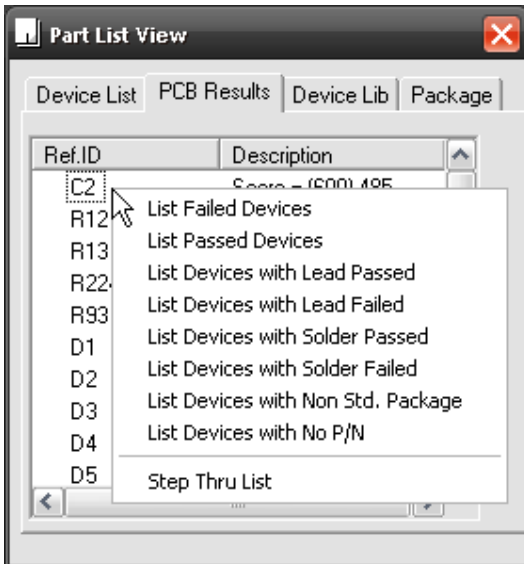 Part List View
Device List PCB Results Device Lib Package
Ref.ID Description
C2
R12
R13
R224
R93
D1
D2
D3
D4
D5
List Failed Devices
List Passed Devices
List Devices with Lead Passed
List Devices with Lead Failed
List Devices with Solder Passed
List Devices with Solder Failed
List Devices with Non Std. Package
List Devices with No P/N
Step Thru List